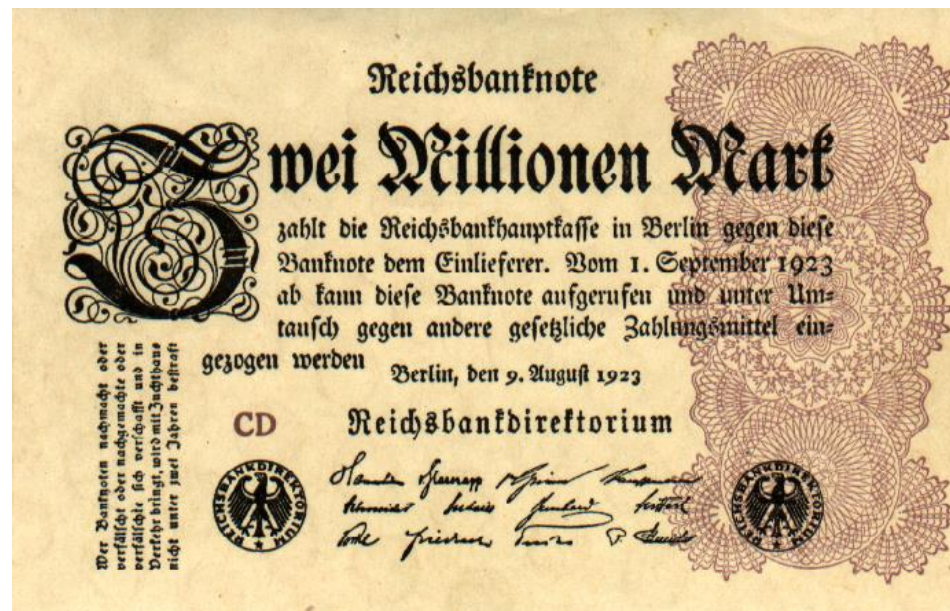 Reichsbanknote
Zwei Millionen Mark
zahlt die Reichsbankhauptkasse in Berlin gegen diese
Banknote dem Einlieferer. Vom 1. September 1923
ab kann diese Banknote aufgerufen und unter Um=
tausch gegen andere gesetzliche Zahlungsmittel ein=
gezogen werden
Berlin, den 9. August 1923
Reichsbankdirektorium
CD
Wer Banknoten nachmacht oder
verfälscht oder nachgemachte oder
verfälschte sich verschafft und in
Verkehr bringt, wird mit Zuchthaus
nicht unter zwei Jahren bestraft
REICHSBANKDIREKTORIUM
REICHSBANKDIREKTORIUM